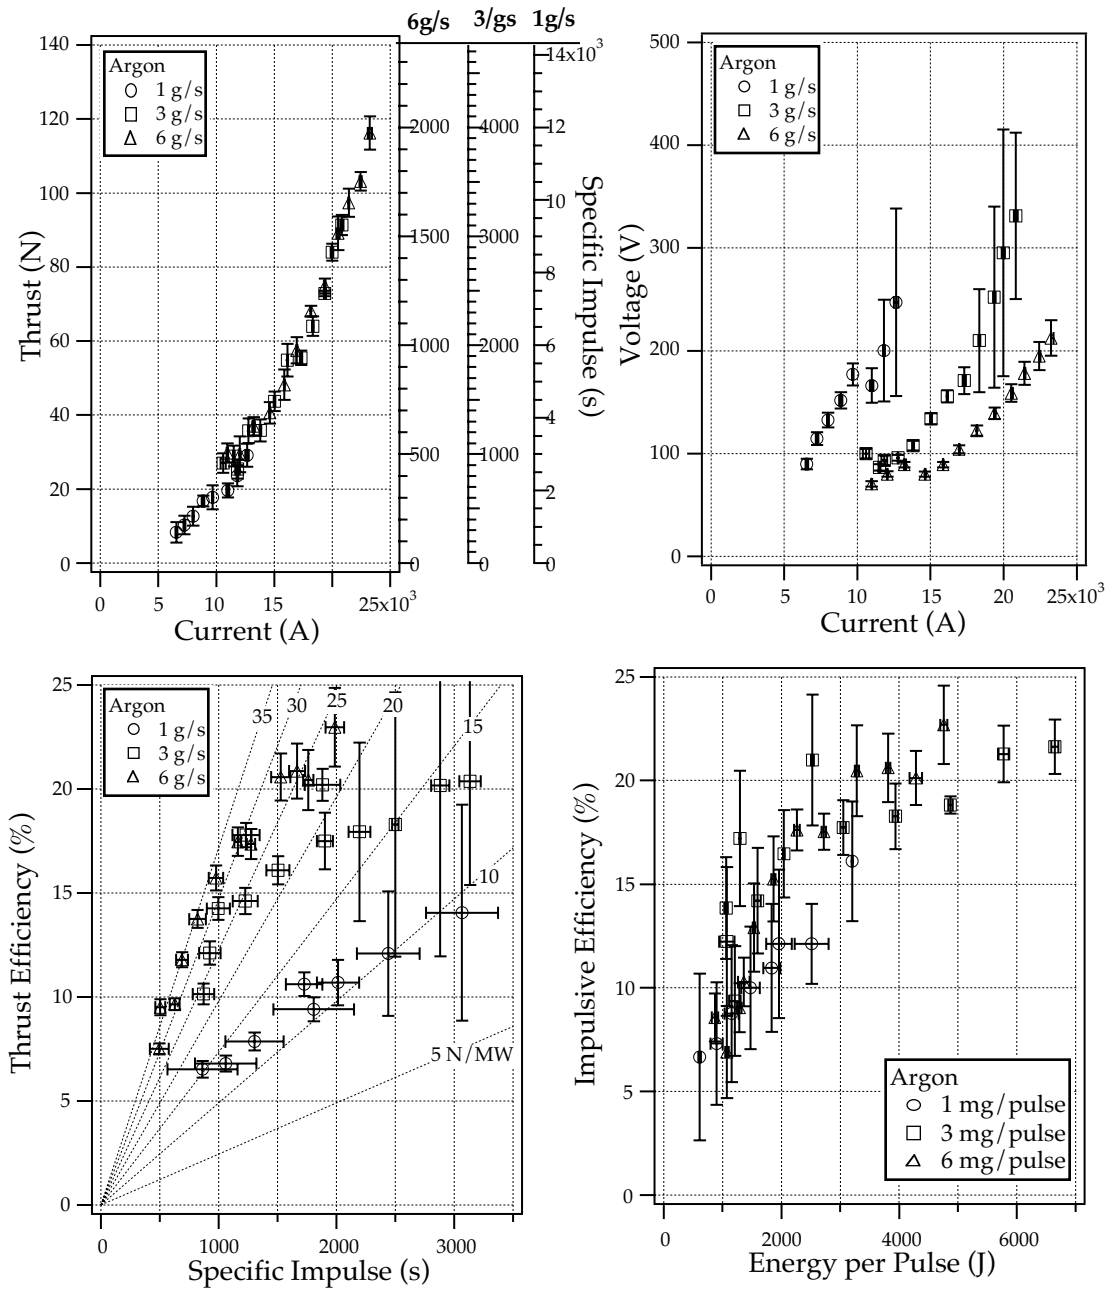 6g/s 3/gs 1g/s
140
120
100
80
60
40
20
0
Thrust (N)
Argon
1 g/s
3 g/s
6 g/s
2000
1500
1000
500
0
4000
3000
2000
1000
0
14x10³
12
10
8
6
4
2
0
Specific Impulse (s)
0 5 10 15 20 25x10³
Current (A)
500
400
300
200
100
0
Voltage (V)
Argon
1 g/s
3 g/s
6 g/s
0 5 10 15 20 25x10³
Current (A)
25
20
15
10
5
0
Thrust Efficiency (%)
Argon
1 g/s
3 g/s
6 g/s
35 30 25 20 15
10
5 N/MW
0 1000 2000 3000
Specific Impulse (s)
25
20
15
10
5
0
Impulsive Efficiency (%)
Argon
1 mg/pulse
3 mg/pulse
6 mg/pulse
0 2000 4000 6000
Energy per Pulse (J)